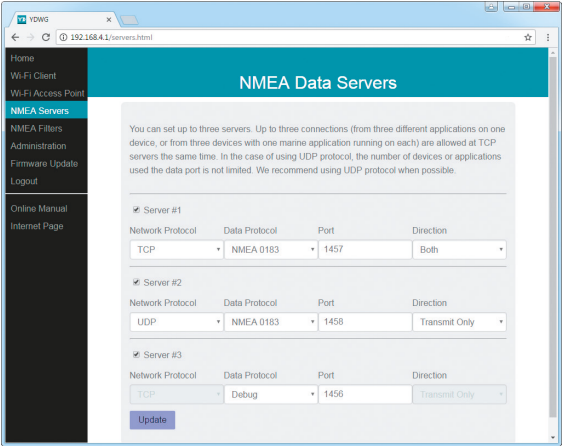 YD YDWG
192.168.4.1/servers.html
Home
Wi-Fi Client
Wi-Fi Access Point
NMEA Servers
NMEA Filters
Administration
Firmware Update
Logout
Online Manual
Internet Page
NMEA Data Servers
You can set up to three servers. Up to three connections (from three different applications on one
device, or from three devices with one marine application running on each) are allowed at TCP
servers the same time. In the case of using UDP protocol, the number of devices or applications
used the data port is not limited. We recommend using UDP protocol when possible.
Server #1
Network Protocol Data Protocol Port Direction
TCP NMEA 0183 1457 Both
Server #2
Network Protocol Data Protocol Port Direction
UDP NMEA 0183 1458 Transmit Only
Server #3
Network Protocol Data Protocol Port Direction
TCP Debug 1456 Transmit Only
Update